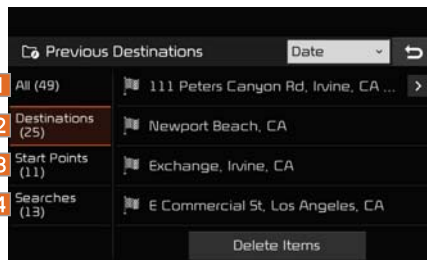 Previous Destinations
Date
1
All (49)
111 Peters Canyon Rd, Irvine, CA ...
2
Destinations
(25)
Newport Beach, CA
3
Start Points
(11)
Exchange, Irvine, CA
4
Searches
(13)
E Commercial St, Los Angeles, CA
Delete Items